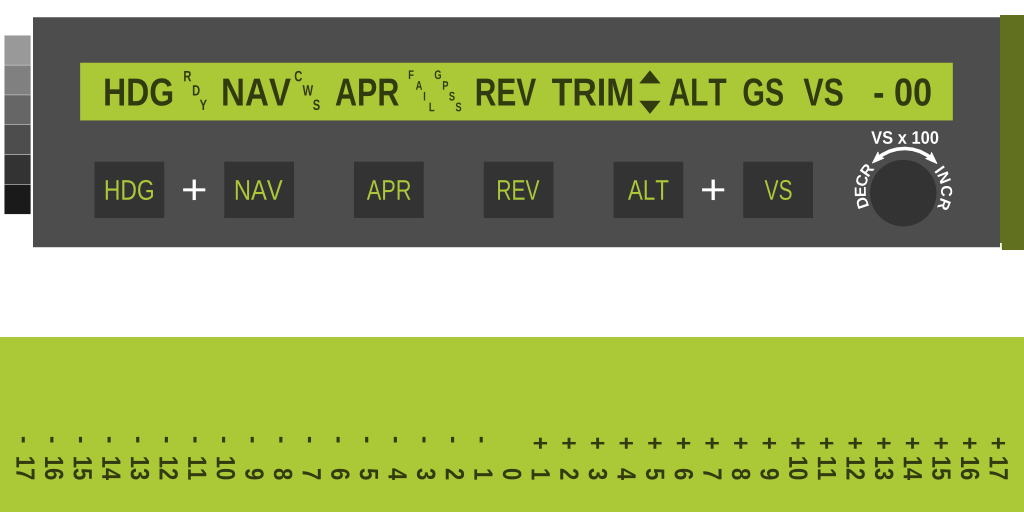 HDG RDY NAV CWS APR FAIL GPSS REV TRIM ALT GS VS - 00
VS x 100
DECR INCR
HDG + NAV APR REV ALT + VS
-17 -16 -15 -14 -13 -12 -11 -10 -9 -8 -7 -6 -5 -4 -3 -2 -1 0 +1 +2 +3 +4 +5 +6 +7 +8 +9 +10 +11 +12 +13 +14 +15 +16 +17